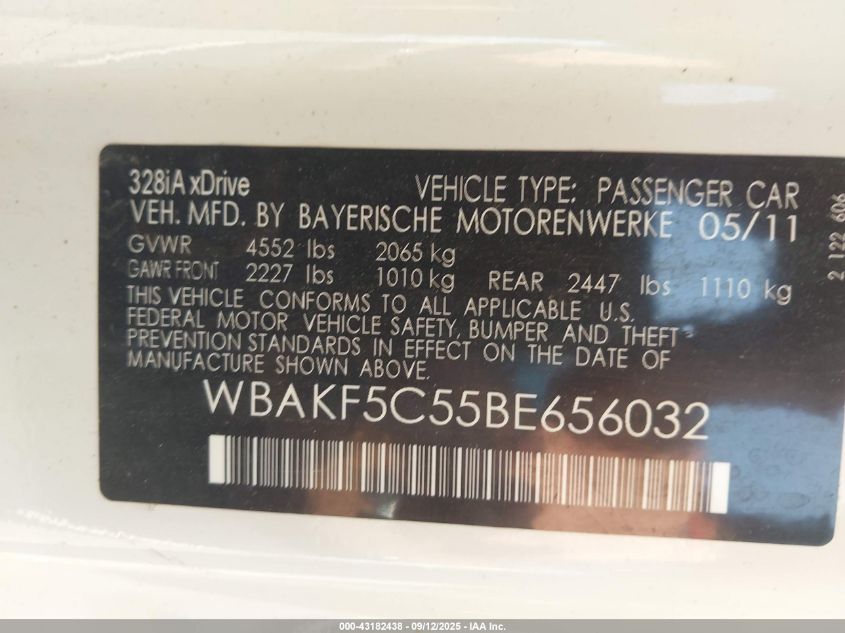 328iA xDrive VEHICLE TYPE: PASSENGER CAR
VEH. MFD. BY BAYERISCHE MOTORENWERKE 05/11
GVWR 4552 lbs 2065 kg
GAWR FRONT 2227 lbs 1010 kg REAR 2447 lbs 1110 kg
THIS VEHICLE CONFORMS TO ALL APPLICABLE U.S.
FEDERAL MOTOR VEHICLE SAFETY, BUMPER AND THEFT
PREVENTION STANDARDS IN EFFECT ON THE DATE OF
MANUFACTURE SHOWN ABOVE.
WBAKF5C55BE656032
2 122 606
000-43182438 - 09/12/2025 - IAA Inc.